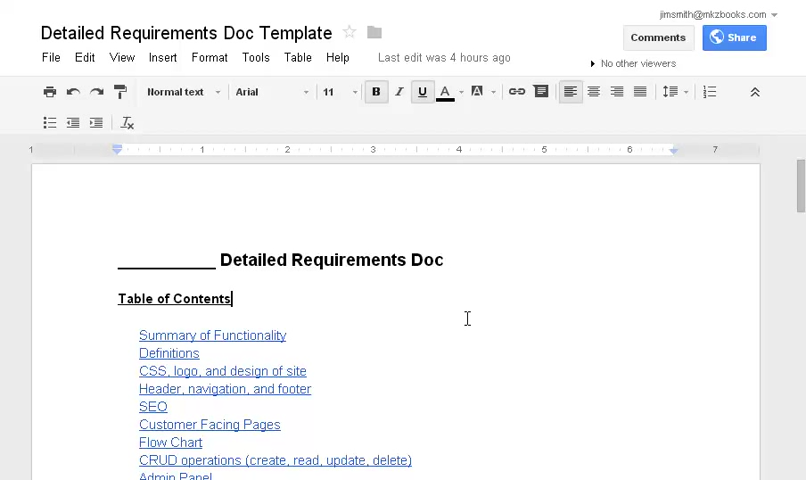 jimsmith@mkzbooks.com
Detailed Requirements Doc Template
Comments Share
File Edit View Insert Format Tools Table Help Last edit was 4 hours ago
No other viewers
Normal text Arial 11 B I U A A
1 1 2 3 4 5 6 7
__________ Detailed Requirements Doc
Table of Contents
Summary of Functionality
Definitions
CSS, logo, and design of site
Header, navigation, and footer
SEO
Customer Facing Pages
Flow Chart
CRUD operations (create, read, update, delete)
Admin Panel